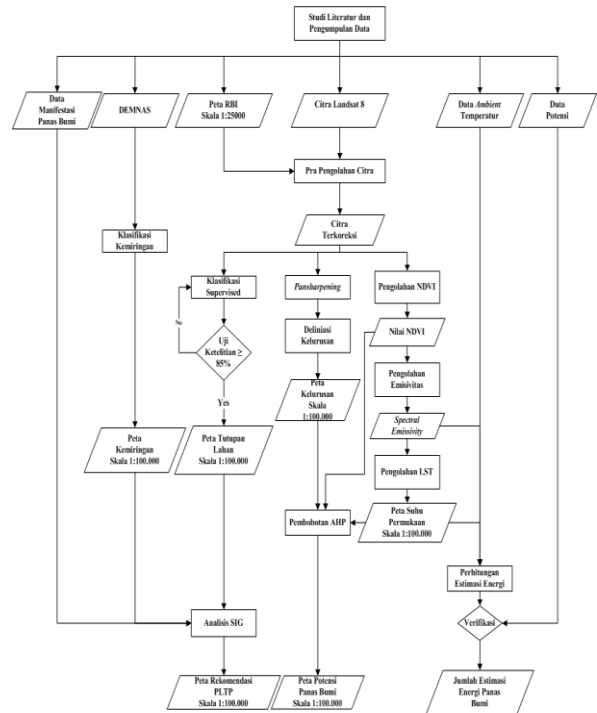 Studi Literatur dan
Pengumpulan Data
Data
Manifestasi
Panas Bumi
DEMNAS
Peta RBI
Skala 1:25000
Citra Landsat 8
Data Ambient
Temperatur
Data
Potensi
Pra Pengolahan Citra
Citra
Terkoreksi
Klasifikasi
Kemiringan
Klasifikasi
Supervised
Pansharpening
Pengolahan NDVI
No
Uji
Ketelitian ≥
85%
Deliniasi
Kelurusan
Nilai NDVI
Pengolahan
Emisivitas
Yes
Peta
Kelurusan
Skala
1:100.000
Spectral
Emissivity
Peta
Kemiringan
Skala 1:100.000
Peta Tutupan
Lahan
Skala 1:100.000
Pengolahan LST
Pembobotan AHP
Peta Suhu
Permukaan
Skala 1:100.000
Perhitungan
Estimasi Energi
Analisis SIG
Verifikasi
Peta Rekomendasi
PLTP
Skala 1:100.000
Peta Potensi
Panas Bumi
Skala 1:100.000
Jumlah Estimasi
Energi Panas
Bumi